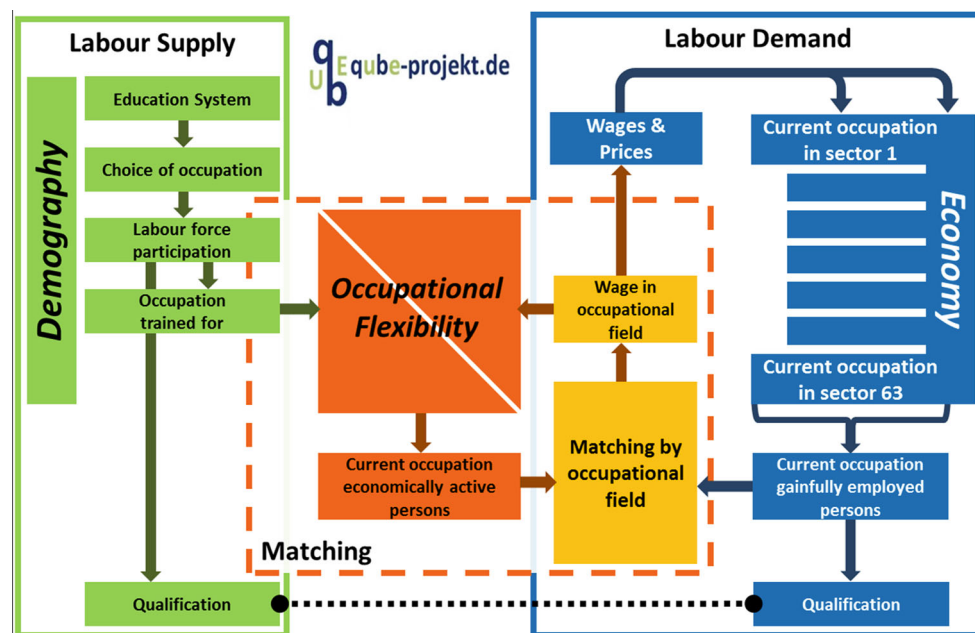 Labour Supply
Demography
Education System
Choice of occupation
Labour force
participation
Occupation
trained for
Qualification
q
U E
b
qube-projekt.de
Occupational
Flexibility
Current occupation
economically active
persons
Matching
Labour Demand
Wages &
Prices
Wage in
occupational
field
Matching by
occupational
field
Current occupation
in sector 1
Economy
Current occupation
in sector 63
Current occupation
gainfully employed
persons
Qualification